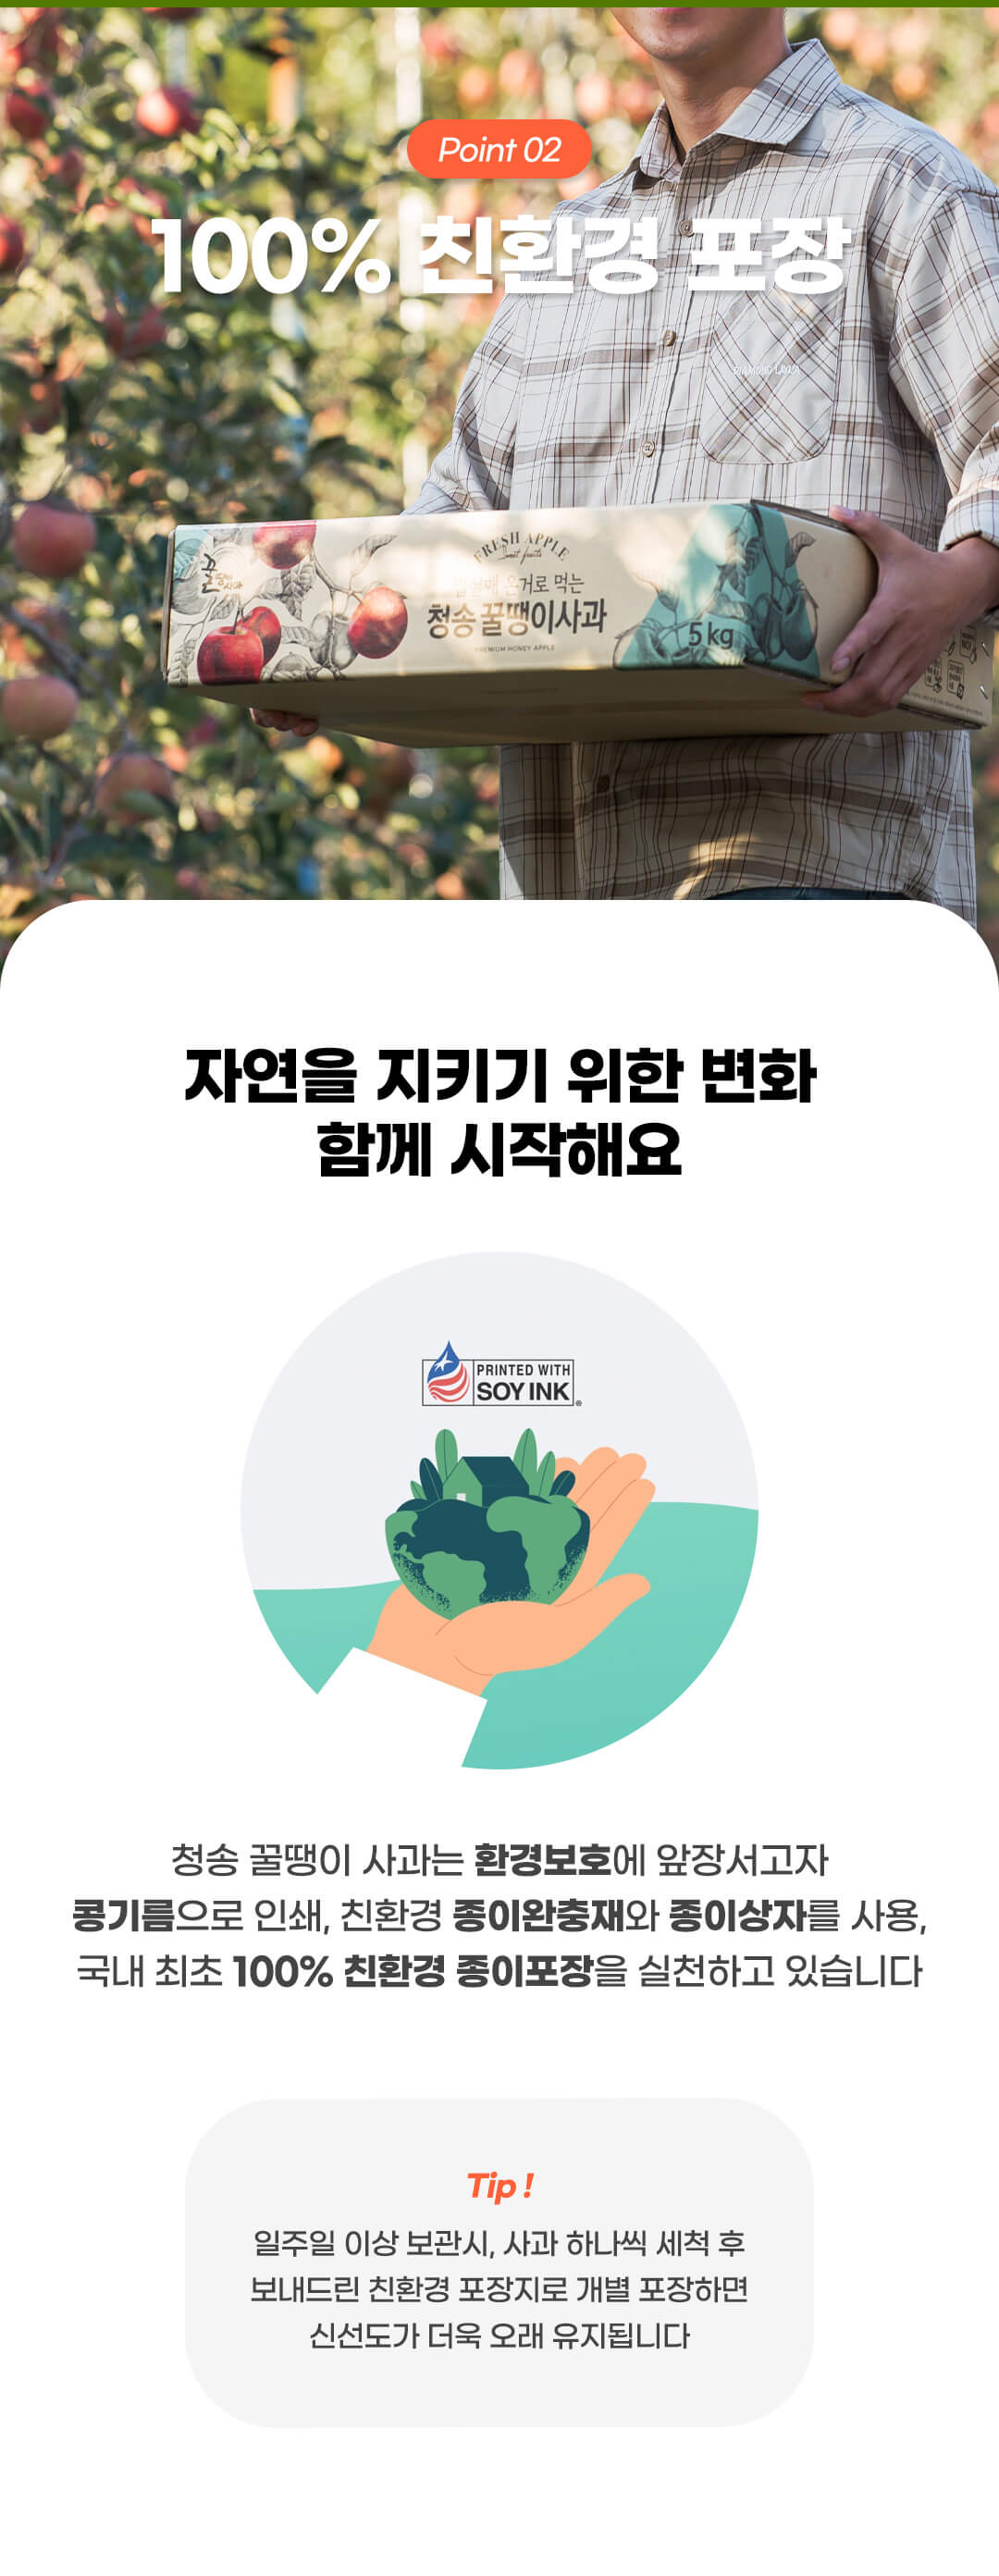 Point 02
100% 친환경 포장
FRESH APPLE
Sweet fruits
거로 먹는
청송꿀땡이사과
PREMIUM HONEY APPLE
5kg
자연을 지키기 위한 변화
함께 시작해요
PRINTED WITH
SOY INK
청송 꿀땡이 사과는 환경보호에 앞장서고자
콩기름으로 인쇄, 친환경 종이완충재와 종이상자를 사용,
국내 최초 100% 친환경 종이포장을 실천하고 있습니다
Tip !
일주일 이상 보관시, 사과 하나씩 세척 후
보내드린 친환경 포장지로 개별 포장하면
신선도가 더욱 오래 유지됩니다